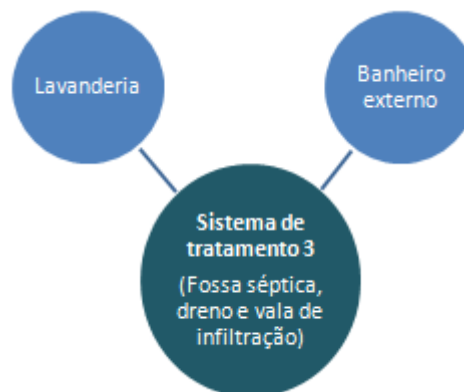 Lavanderia
Banheiro
externo
Sistema de
tratamento 3
(Fossa séptica,
dreno e vala de
infiltração)